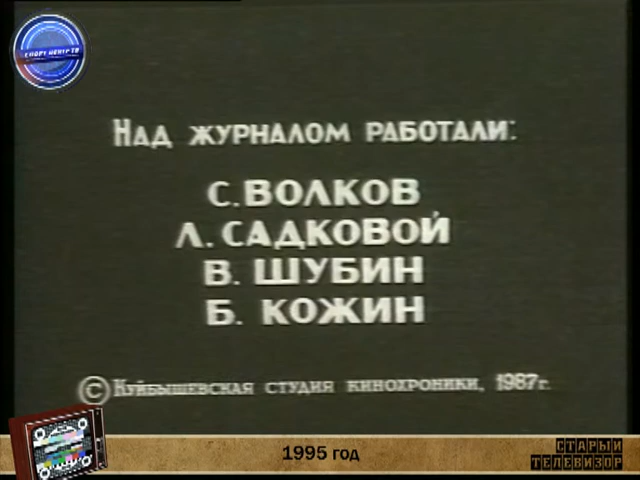 СПОРТ ЦЕНТР ТВ
Над журналом работали:
С. ВОЛКОВ
Л. САДКОВОЙ
В. ШУБИН
Б. КОЖИН
© Куйбышевская студия кинохроники, 1987г.
1995 год
СТАРЫЙ
ТЕЛЕВИЗОР